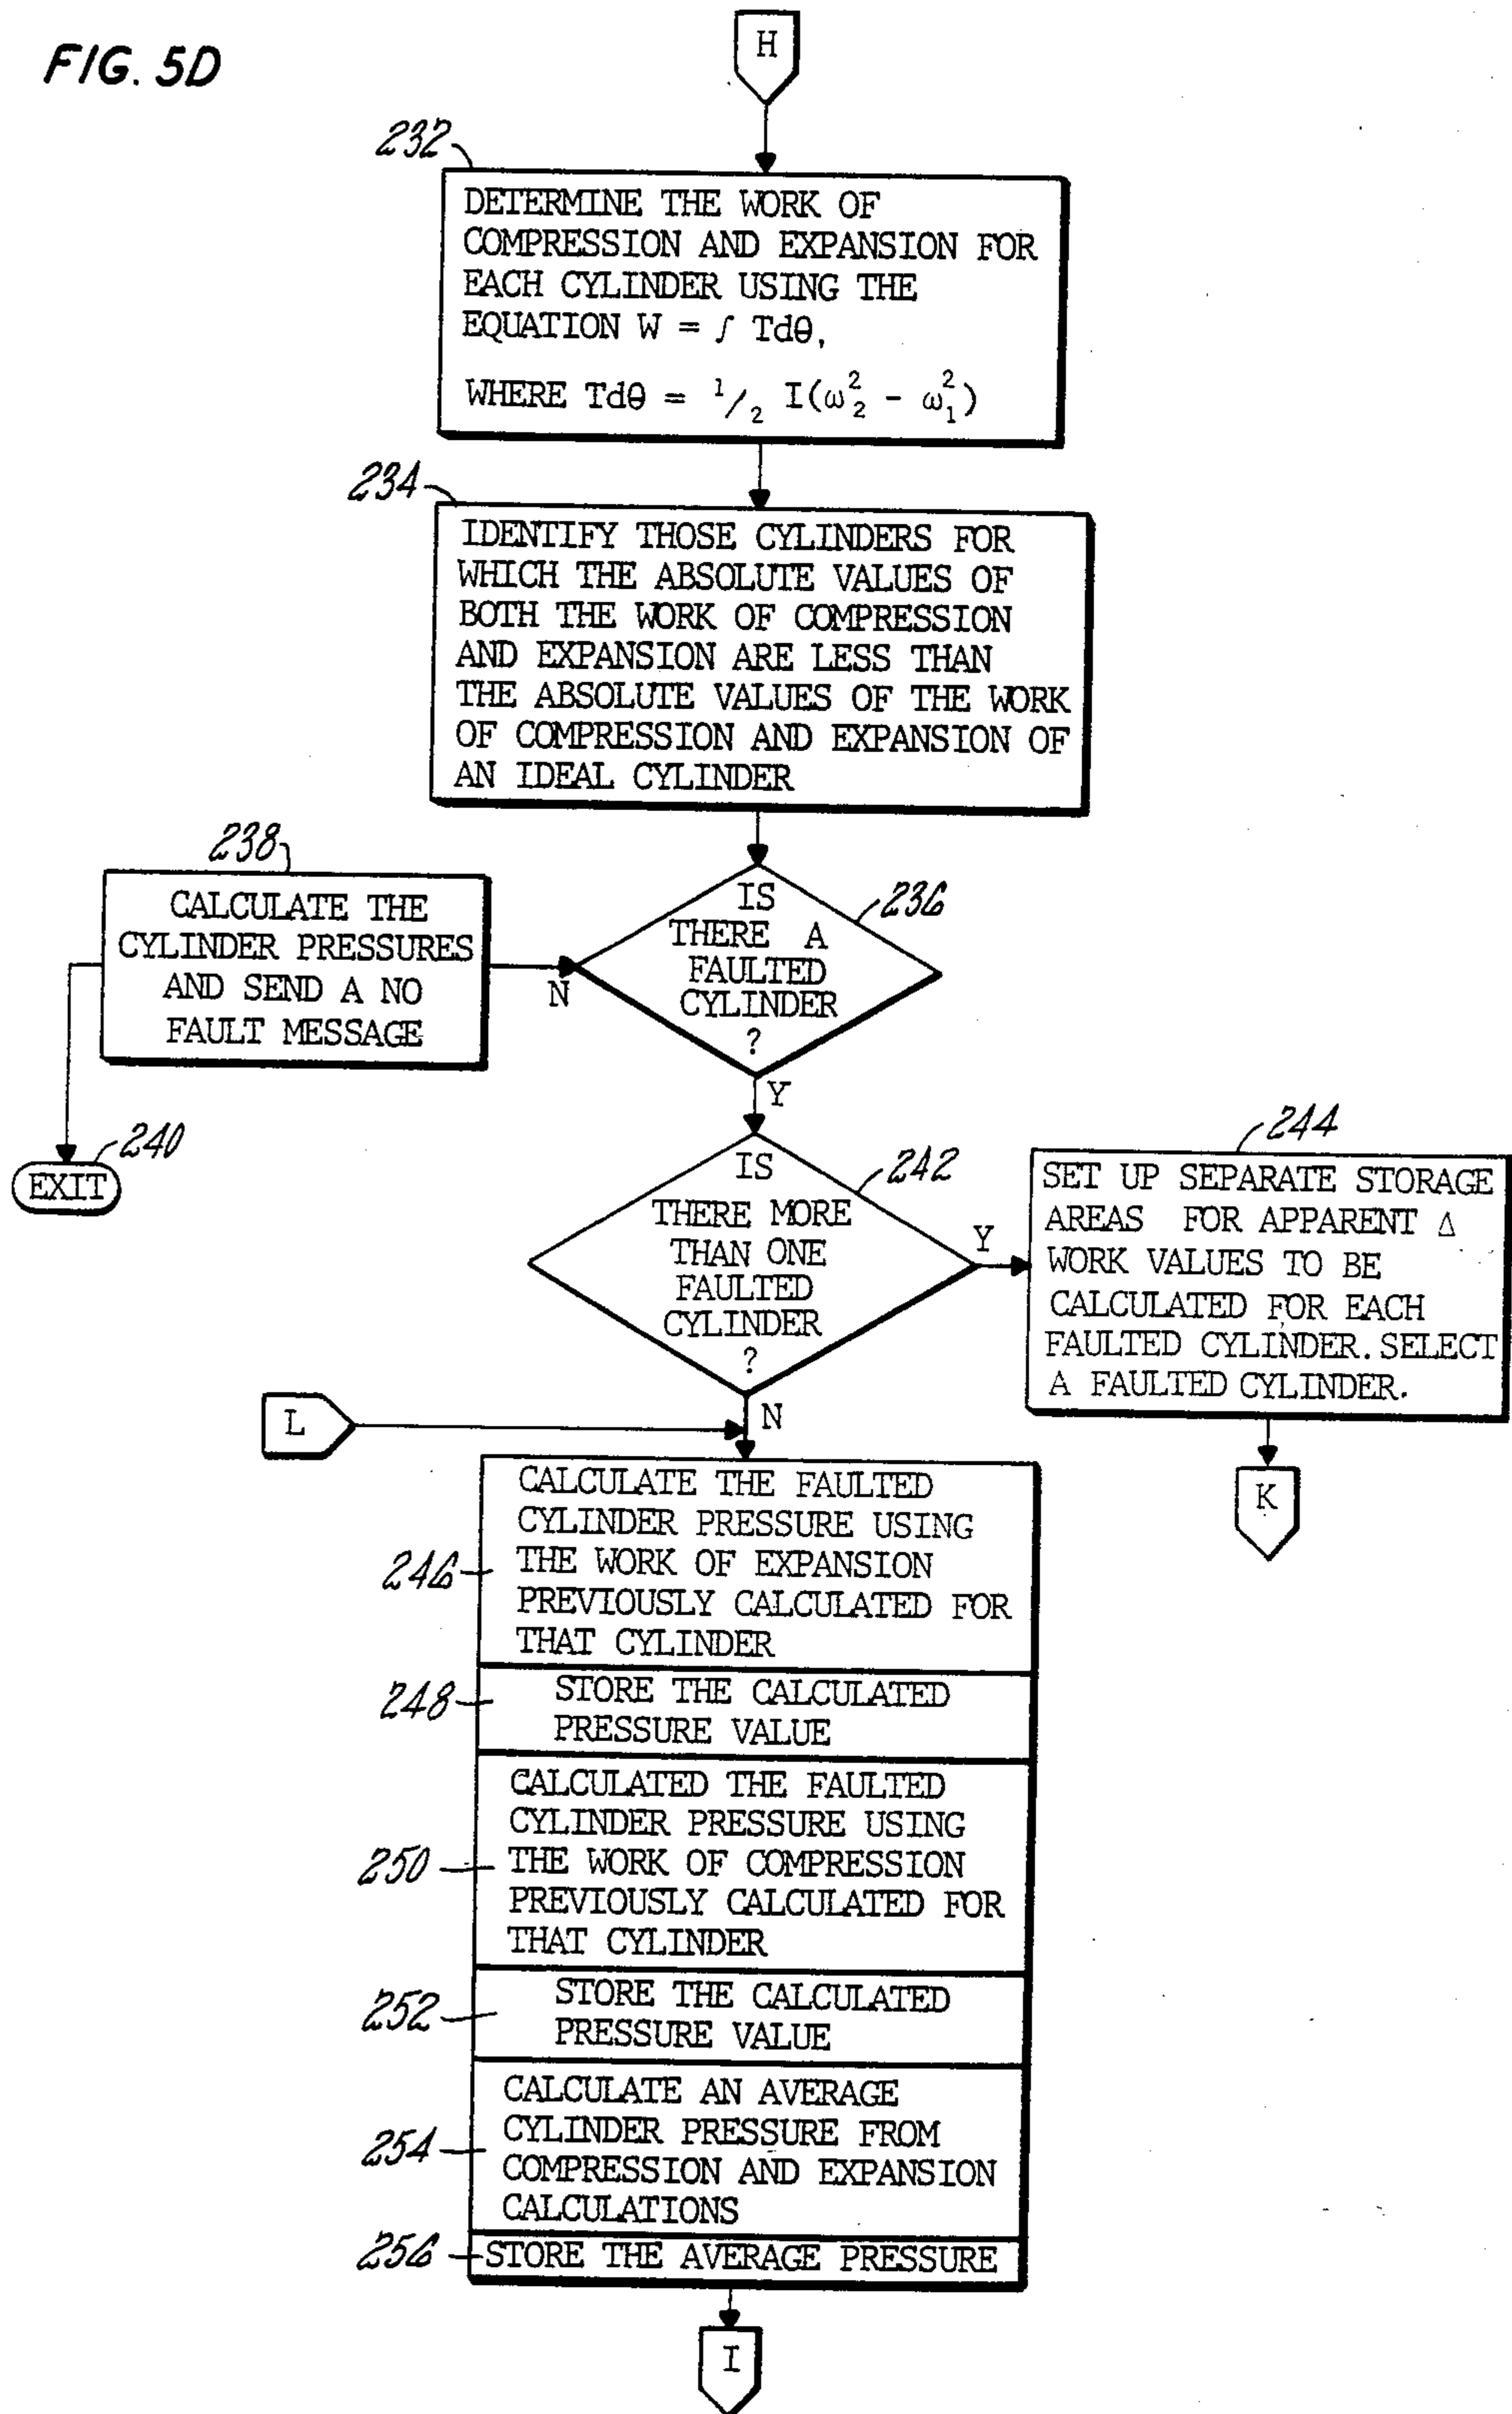 FIG. 5D
H
232
DETERMINE THE WORK OF
COMPRESSION AND EXPANSION FOR
EACH CYLINDER USING THE
EQUATION W = ∫ Tdθ,
WHERE Tdθ = 1/2 I(ω₂² - ω₁²)
234
IDENTIFY THOSE CYLINDERS FOR
WHICH THE ABSOLUTE VALUES OF
BOTH THE WORK OF COMPRESSION
AND EXPANSION ARE LESS THAN
THE ABSOLUTE VALUES OF THE WORK
OF COMPRESSION AND EXPANSION OF
AN IDEAL CYLINDER
238
CALCULATE THE
CYLINDER PRESSURES
AND SEND A NO
FAULT MESSAGE
N
236
IS
THERE A
FAULTED
CYLINDER
?
Y
240
EXIT
242
IS
THERE MORE
THAN ONE
FAULTED
CYLINDER
?
Y
244
SET UP SEPARATE STORAGE
AREAS FOR APPARENT Δ
WORK VALUES TO BE
CALCULATED FOR EACH
FAULTED CYLINDER. SELECT
A FAULTED CYLINDER.
K
L
N
246
CALCULATE THE FAULTED
CYLINDER PRESSURE USING
THE WORK OF EXPANSION
PREVIOUSLY CALCULATED FOR
THAT CYLINDER
248
STORE THE CALCULATED
PRESSURE VALUE
250
CALCULATED THE FAULTED
CYLINDER PRESSURE USING
THE WORK OF COMPRESSION
PREVIOUSLY CALCULATED FOR
THAT CYLINDER
252
STORE THE CALCULATED
PRESSURE VALUE
254
CALCULATE AN AVERAGE
CYLINDER PRESSURE FROM
COMPRESSION AND EXPANSION
CALCULATIONS
256
STORE THE AVERAGE PRESSURE
I